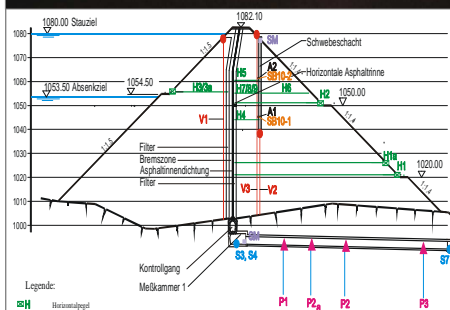 1082.10
1080.00 Stauziel
1080
SM
1:1.5
Schwebeschacht
1070
A2
H5
SB10-2
Horizontale Asphaltrinne
1060
1053.50 Absenkziel
1054.50
H3/3a
H7/8/9
H6
H2
1050.00
1050
A1
V1
H4
SB10-1
1:1.4
1040
1:1.5
Filter
Bremszone
H1a
1030
Asphaltinnendichtung
H1
1020.00
1020
Filter
V3
V2
1:1.4
1010
1000
SM
S3, S4
S7
Kontrollgang
Meßkammer 1
P1
P2a
P2
P3
Legende:
H
Horizontalpegel